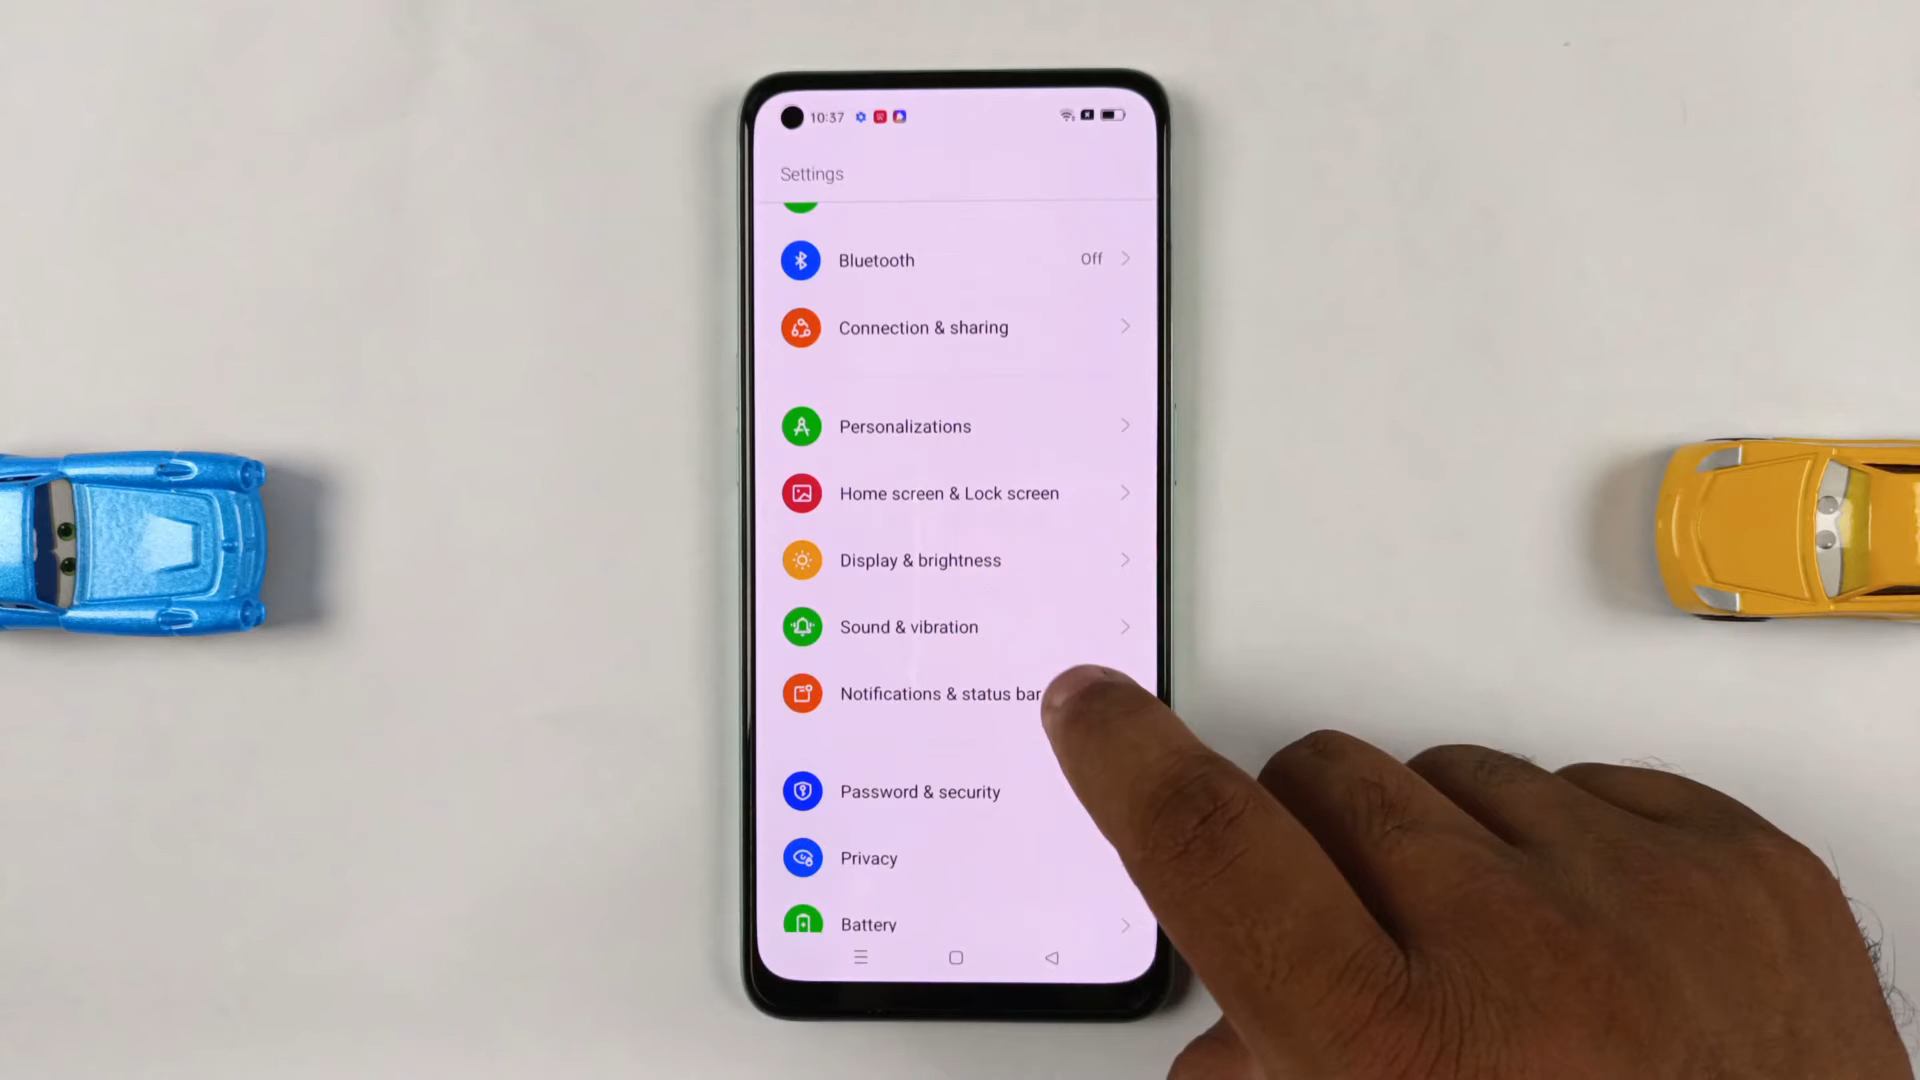 10:37
Settings
Bluetooth Off
Connection & sharing
Personalizations
Home screen & Lock screen
Display & brightness
Sound & vibration
Notifications & status bar
Password & security
Privacy
Battery